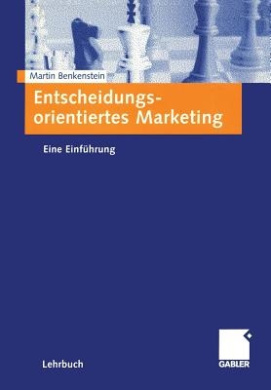 Martin Benkenstein
Entscheidungs-
orientiertes Marketing
Eine Einführung
Lehrbuch
GABLER